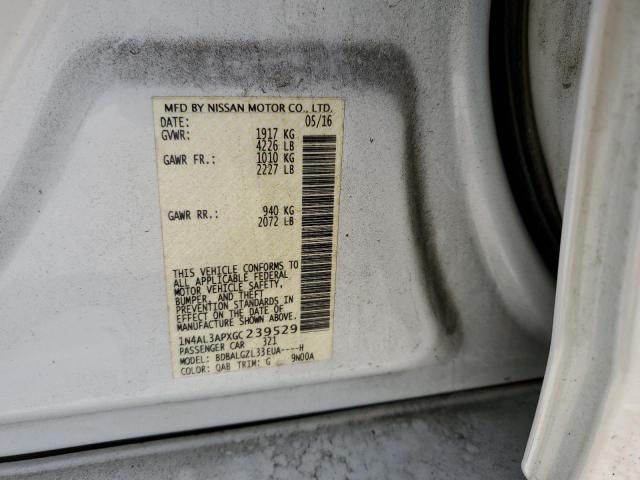 MFD BY NISSAN MOTOR CO., LTD.
DATE: 05/16
GVWR: 1917 KG
4226 LB
GAWR FR.: 1010 KG
2227 LB
GAWR RR.: 940 KG
2072 LB
THIS VEHICLE CONFORMS TO
ALL APPLICABLE FEDERAL
MOTOR VEHICLE SAFETY,
BUMPER, AND THEFT
PREVENTION STANDARDS IN
EFFECT ON THE DATE OF
MANUFACTURE SHOWN ABOVE.
1N4AL3APXGC239529
PASSENGER CAR 321
MODEL: BDBALGZL33EUA----H
COLOR: QAB TRIM: G 9N00A